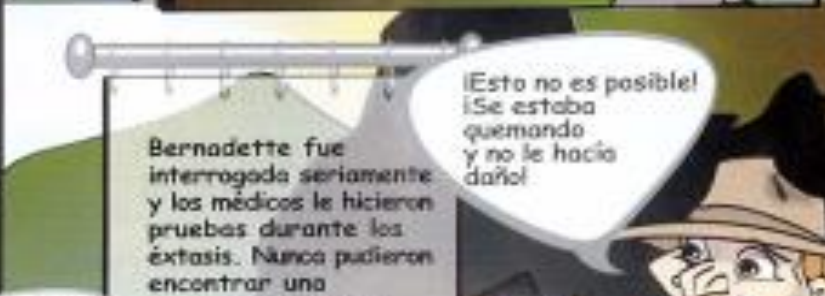 Bernadette fue
interrogada seriamente
y los médicos le hicieron
pruebas durante los
éxtasis. Nunca pudieron
encontrar una
¡Esto no es posible!
¡Se estaba
quemando
y no le hacía
daño!